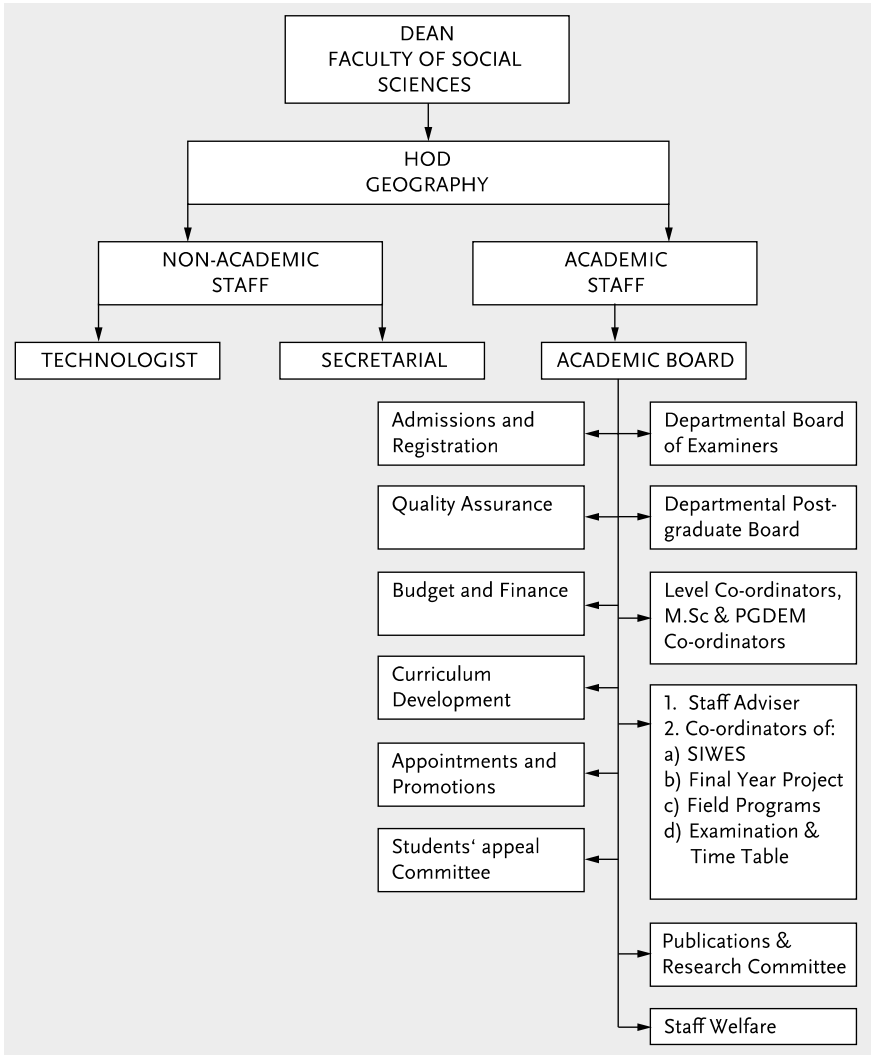 DEAN
FACULTY OF SOCIAL
SCIENCES
HOD
GEOGRAPHY
NON-ACADEMIC
STAFF
ACADEMIC
STAFF
TECHNOLOGIST
SECRETARIAL
ACADEMIC BOARD
Admissions and
Registration
Departmental Board
of Examiners
Quality Assurance
Departmental Post-
graduate Board
Budget and Finance
Level Co-ordinators,
M.Sc & PGDEM
Co-ordinators
Curriculum
Development
1. Staff Adviser
2. Co-ordinators of:
a) SIWES
b) Final Year Project
c) Field Programs
d) Examination &
Time Table
Appointments and
Promotions
Students‘ appeal
Committee
Publications &
Research Committee
Staff Welfare